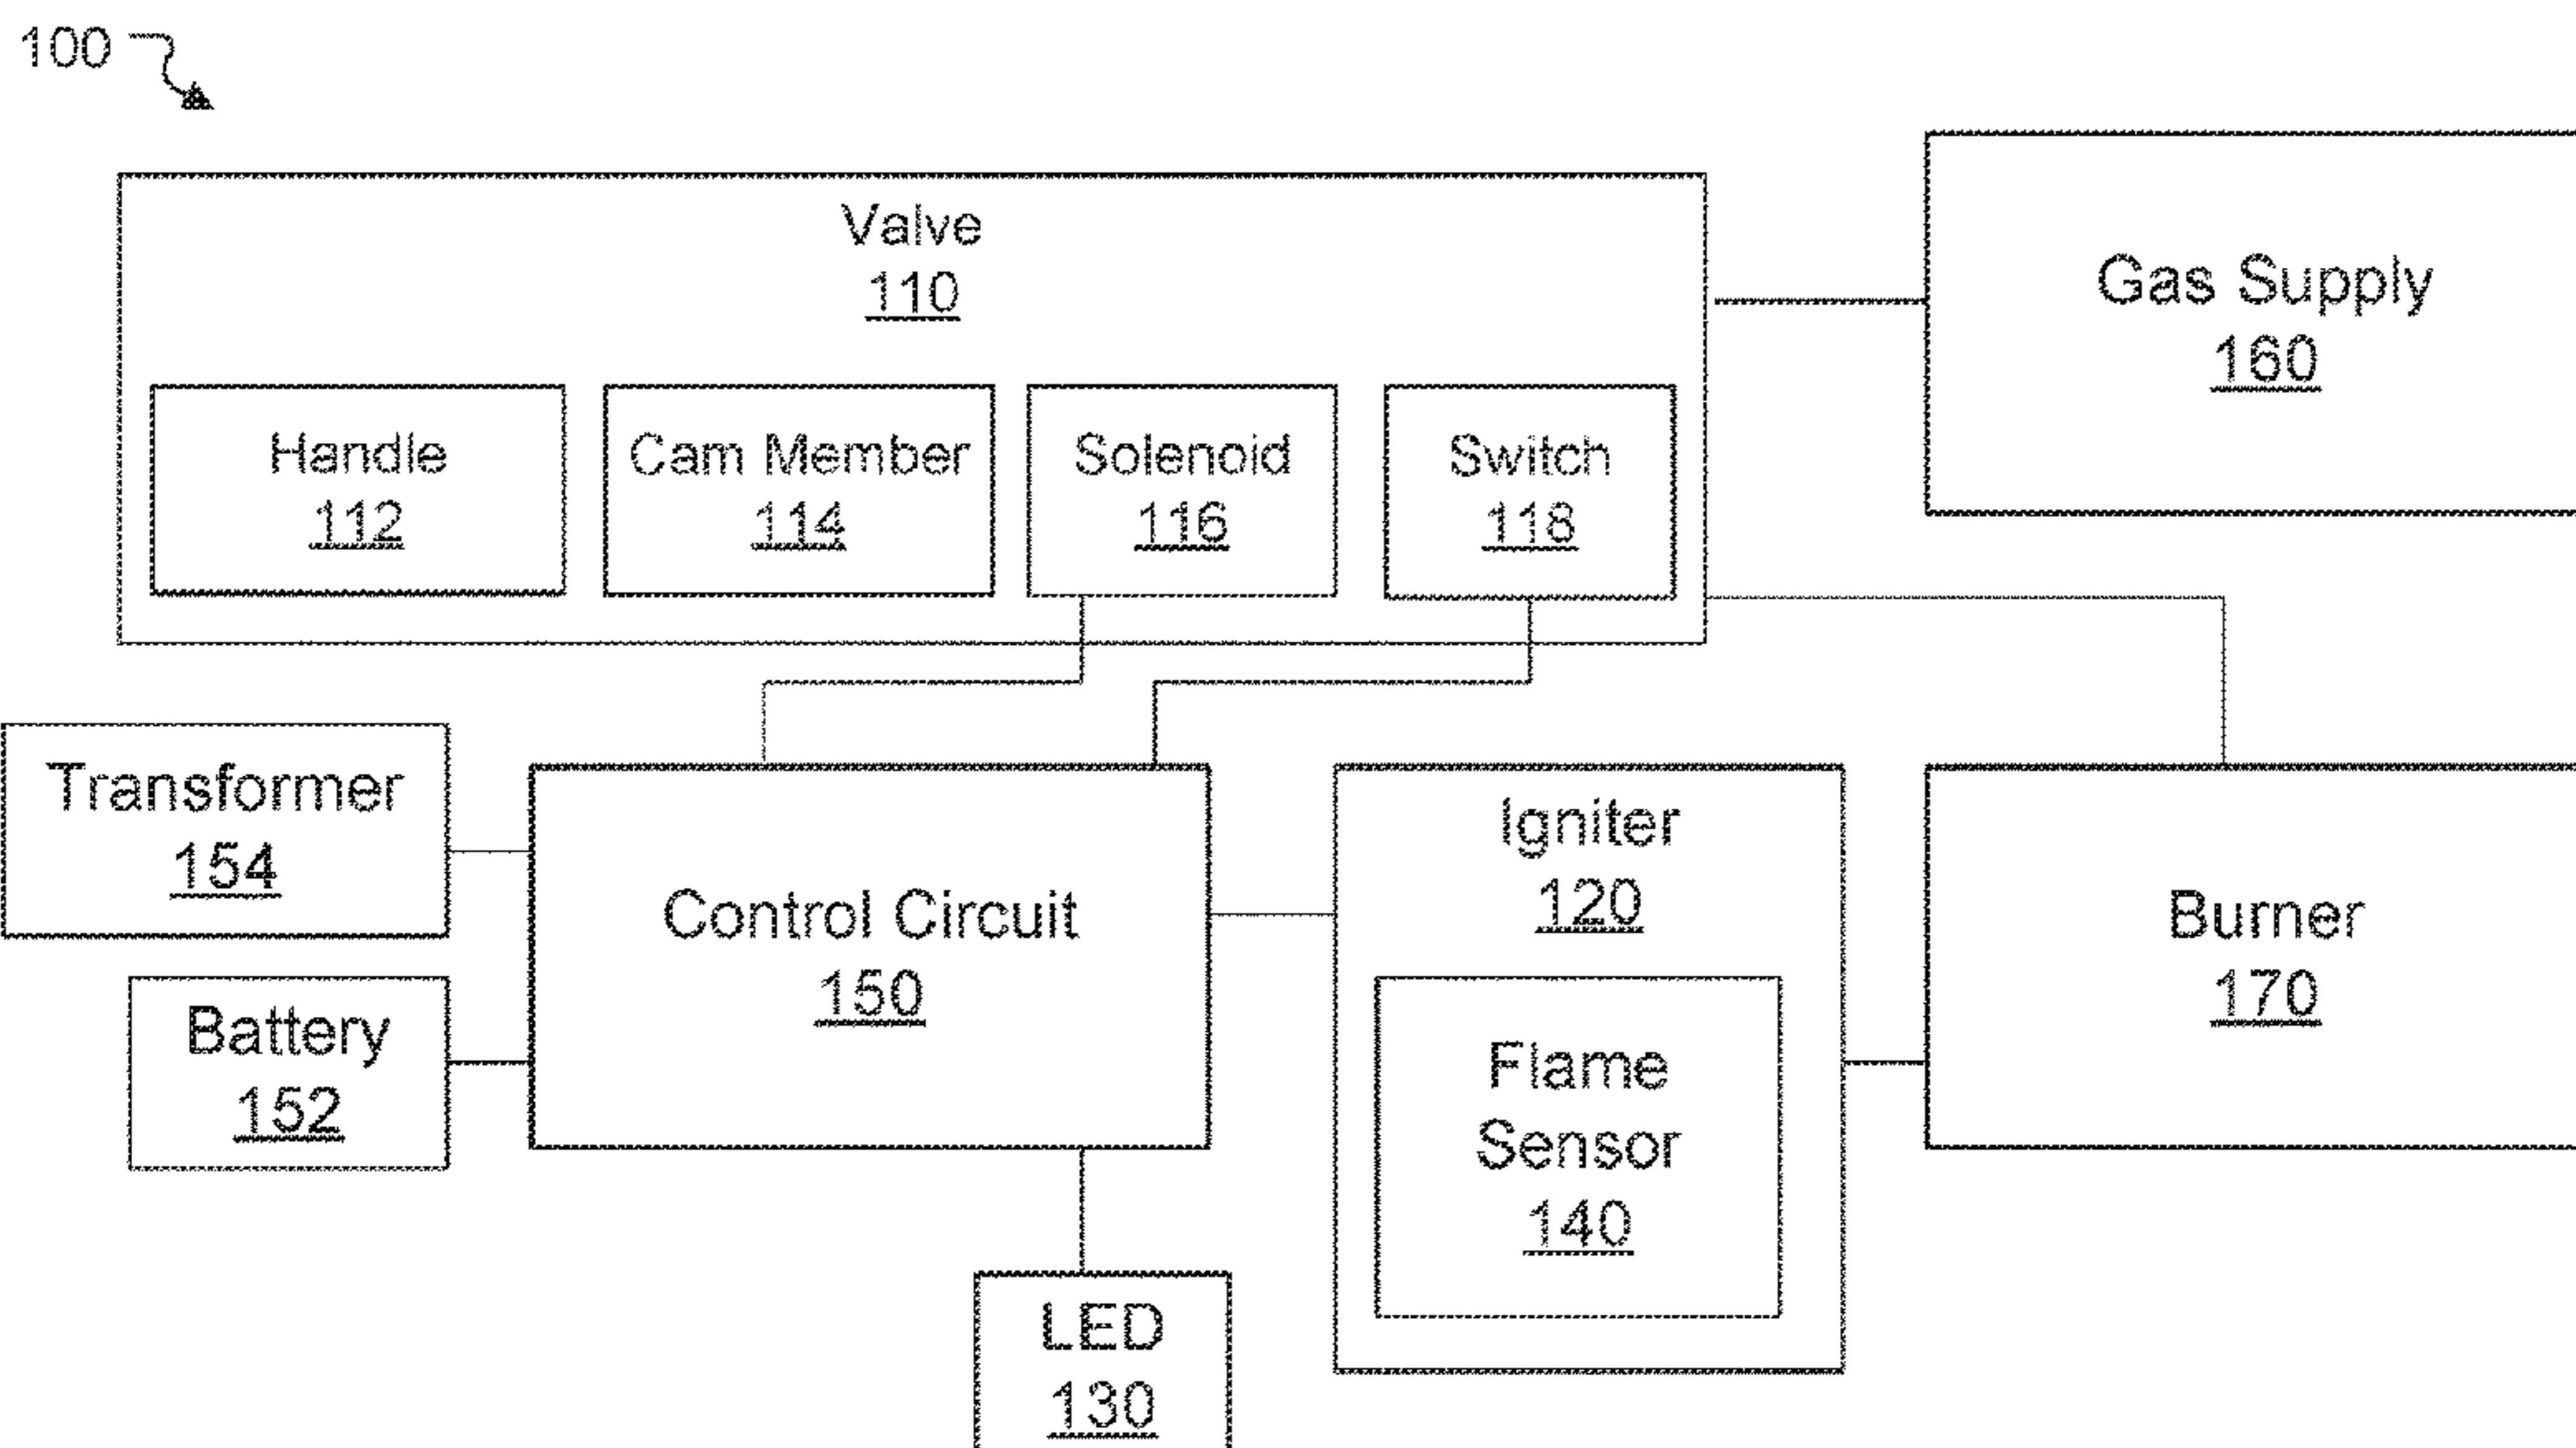 100
Valve
110
Gas Supply
160
Handle
112
Cam Member
114
Solenoid
116
Switch
118
Transformer
154
Battery
152
Control Circuit
150
Igniter
120
Flame
Sensor
140
Burner
170
LED
130